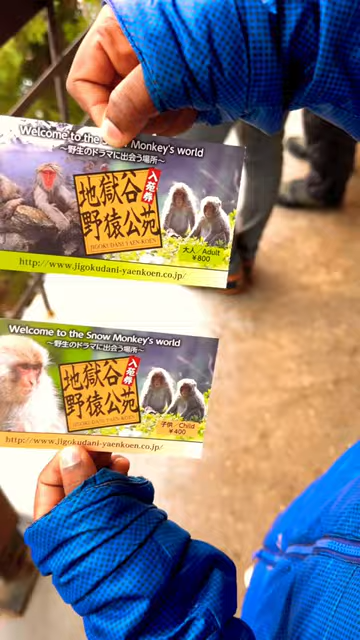 Welcome to the Snow Monkey's world
〜野生のドラマに出会う場所〜
入苑券
地獄谷
野猿公苑
JIGOKUDANI YAEN-KOEN
大人／Adult
¥800
http://www.jigokudani-yaenkoen.co.jp/
Welcome to the Snow Monkey's world
〜野生のドラマに出会う場所〜
入苑券
地獄谷
野猿公苑
JIGOKUDANI YAEN-KOEN
子供／Child
¥400
http://www.jigokudani-yaenkoen.co.jp/